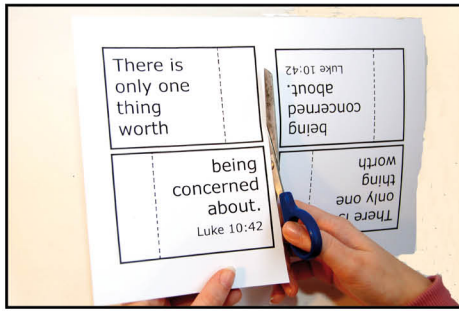 There is
only one
thing
worth
being
concerned
about.
Luke 10:42
being
concerned
about.
Luke 10:42
There is
only one
thing
worth